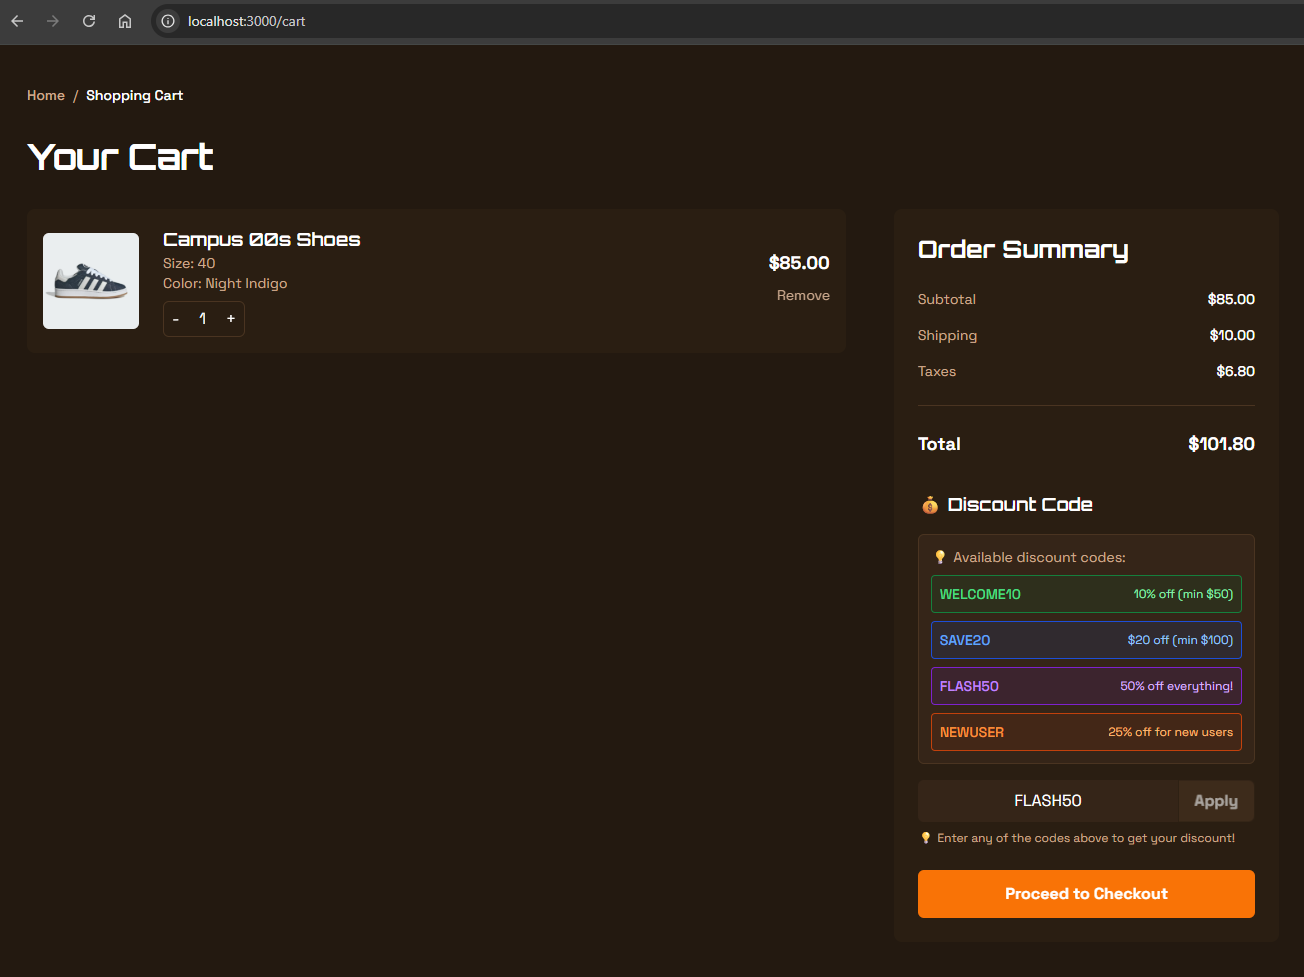 localhost:3000/cart
Home / Shopping Cart
Your Cart
Campus 00s Shoes
Size: 40
Color: Night Indigo
- 1 +
$85.00
Remove
Order Summary
Subtotal $85.00
Shipping $10.00
Taxes $6.80
Total $101.80
💰 Discount Code
💡 Available discount codes:
WELCOME10 10% off (min $50)
SAVE20 $20 off (min $100)
FLASH50 50% off everything!
NEWUSER 25% off for new users
FLASH50 Apply
💡 Enter any of the codes above to get your discount!
Proceed to Checkout